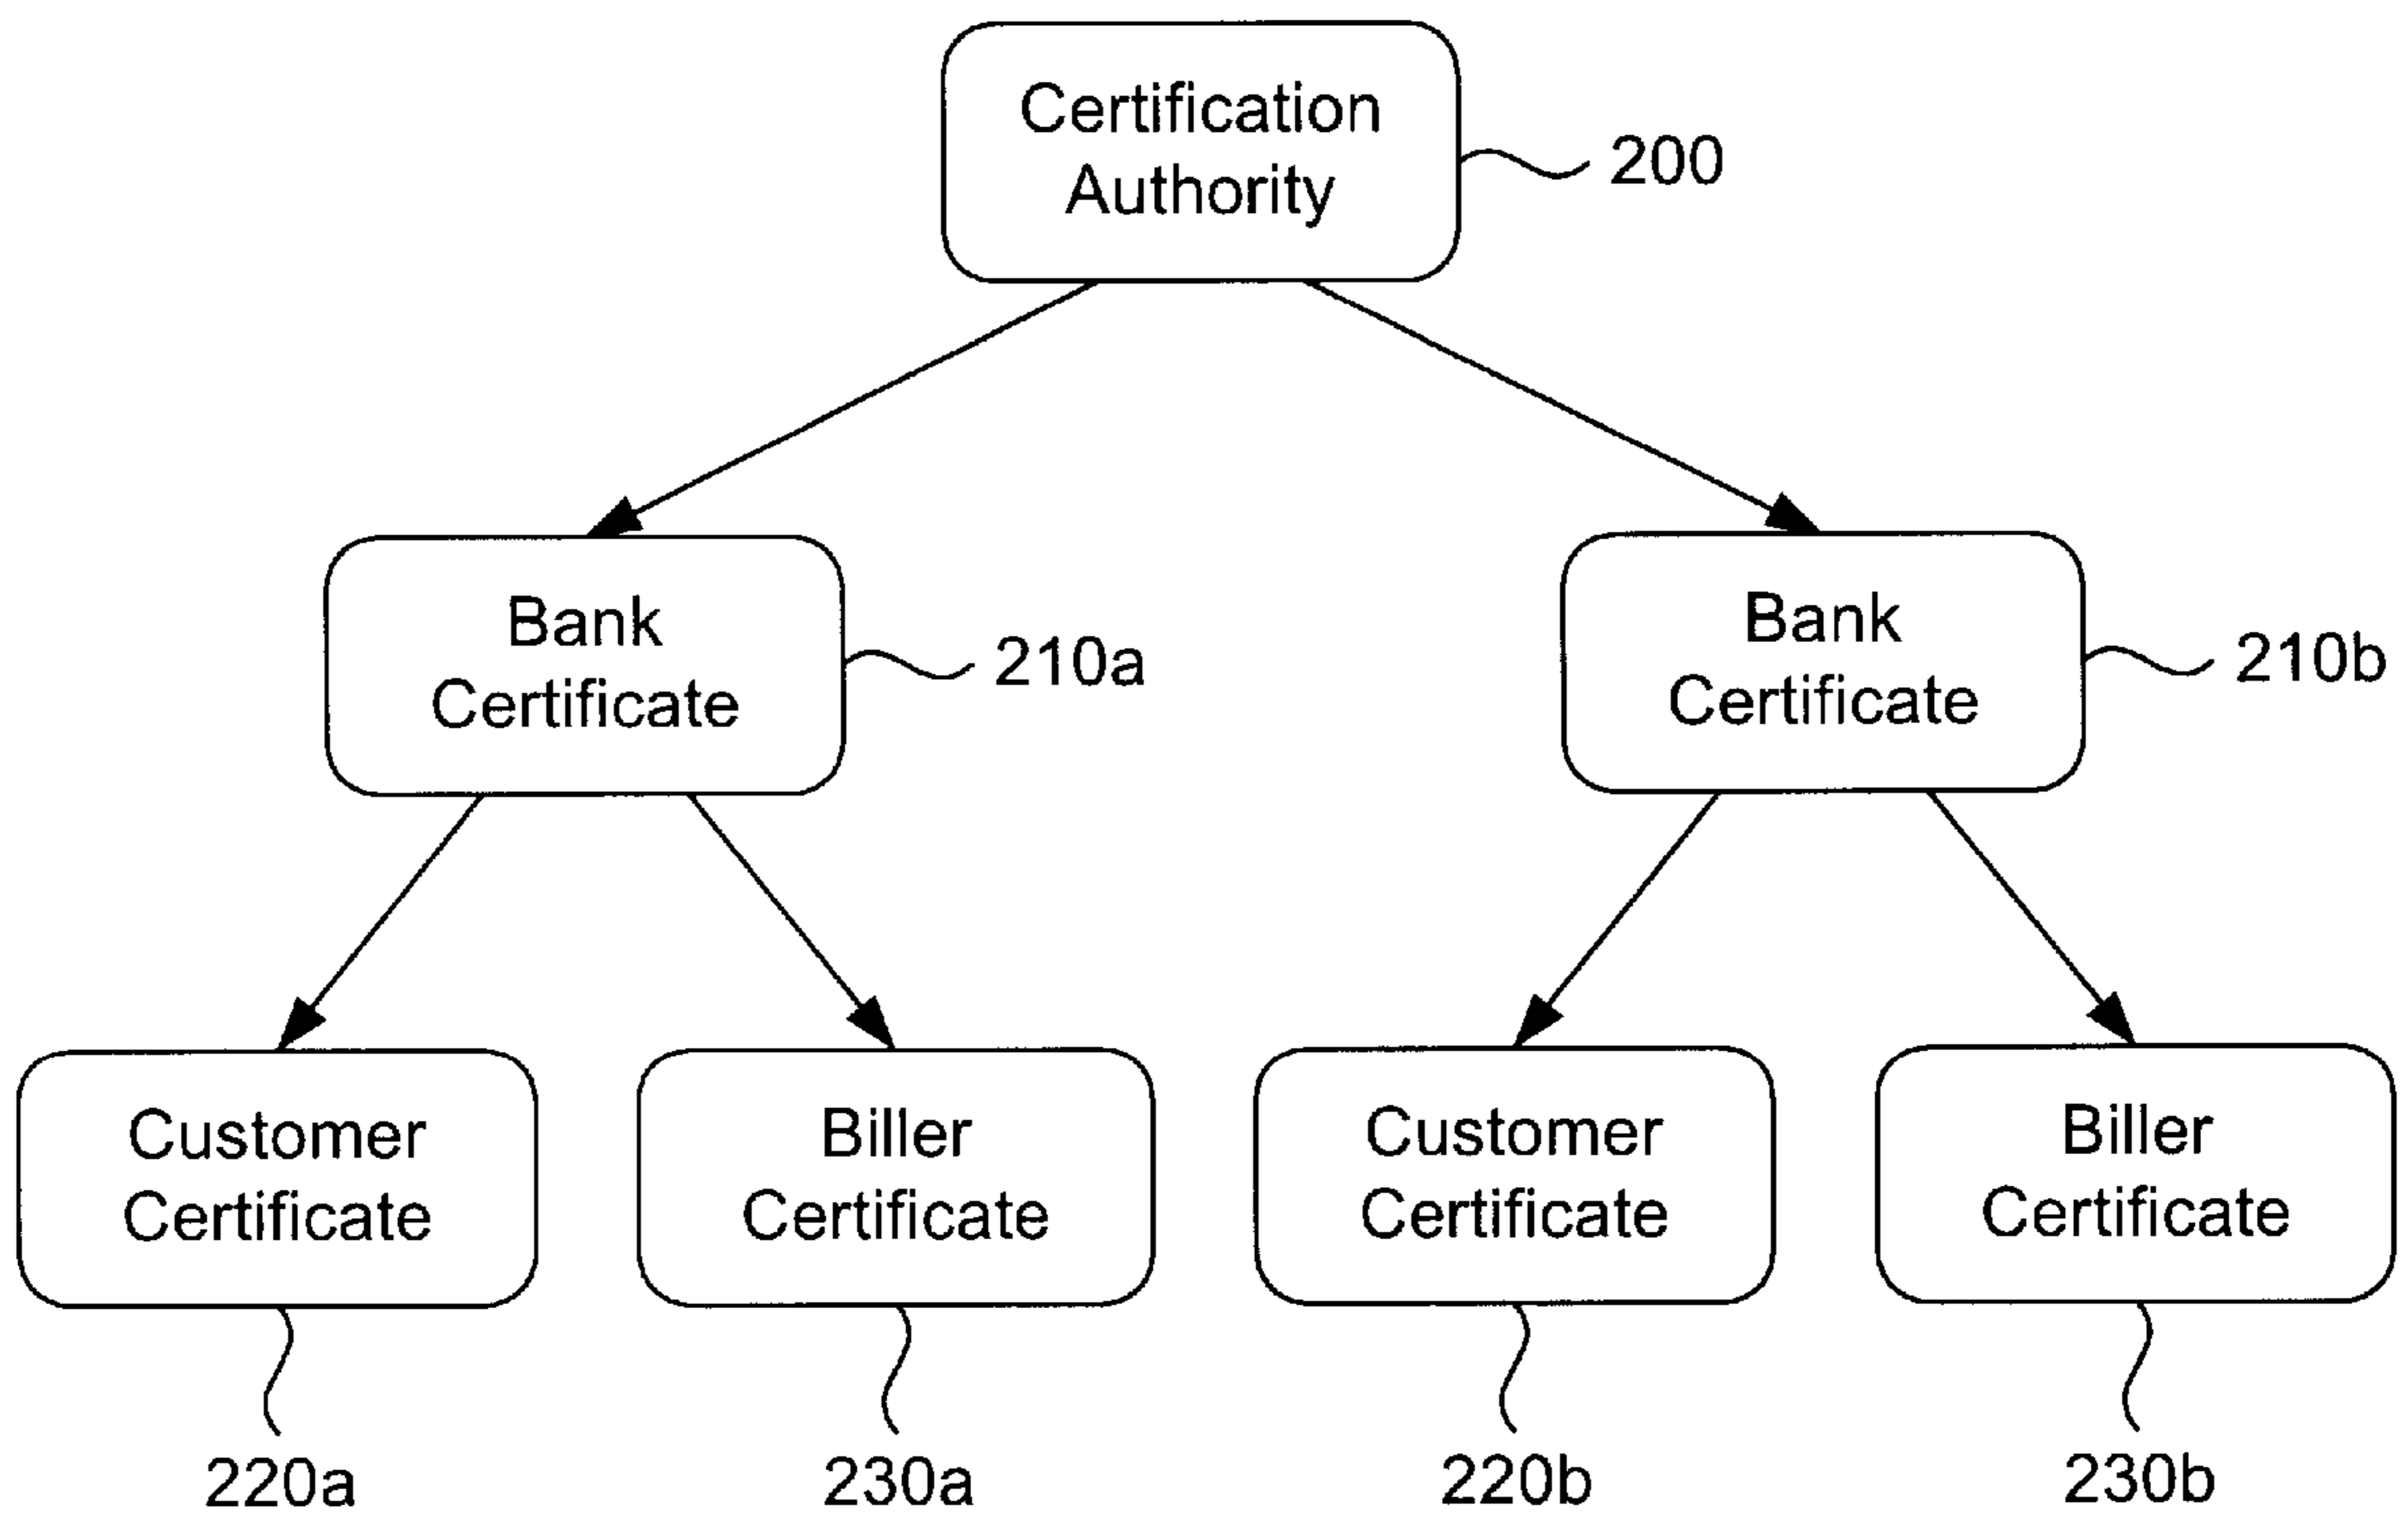 Certification
Authority
200
Bank
Certificate
210a
Bank
Certificate
210b
Customer
Certificate
Biller
Certificate
Customer
Certificate
Biller
Certificate
220a
230a
220b
230b